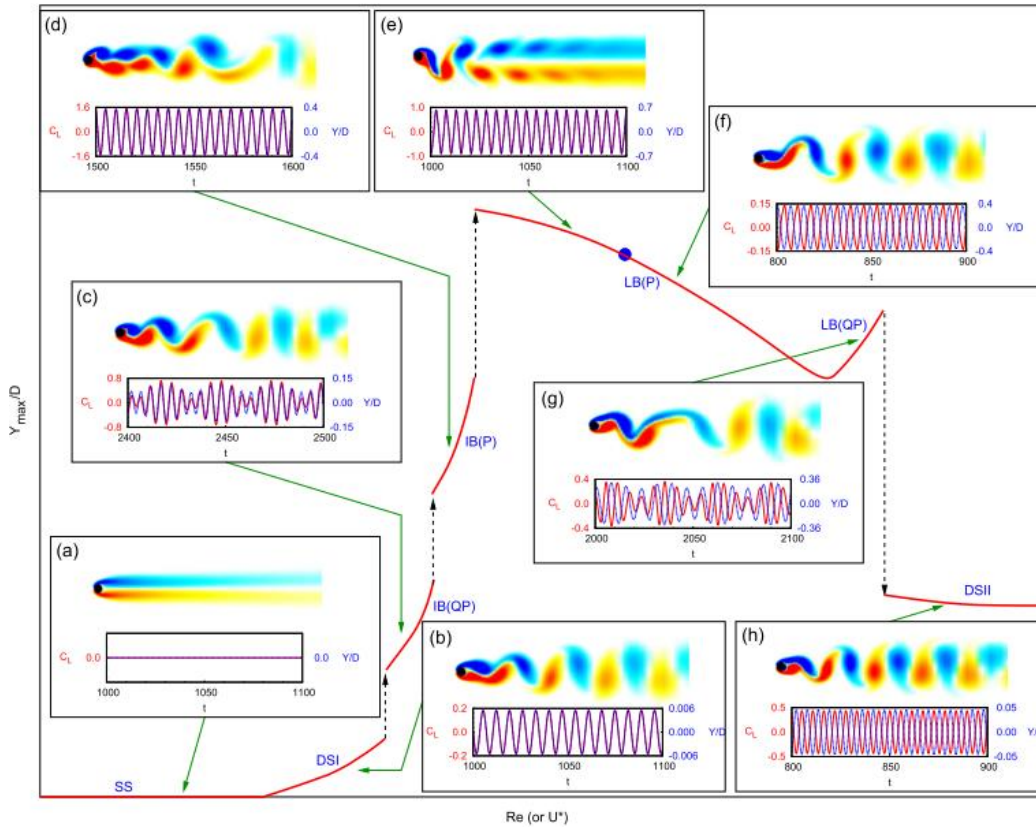 (d)
1.6
0.4
C_L
0.0
0.0
Y/D
-1.6
-0.4
1500
1550
1600
t
(e)
1.0
0.7
C_L
0.0
0.0
Y/D
-1.0
-0.7
1000
1050
1100
t
(f)
0.15
0.4
C_L
0.00
0.0
Y/D
-0.15
-0.4
800
850
900
t
LB(P)
(c)
0.8
0.15
C_L
0.0
0.00
Y/D
-0.8
-0.15
2400
2450
2500
t
LB(QP)
Y_max/D
IB(P)
(g)
0.4
0.36
C_L
0.0
0.00
Y/D
-0.4
-0.36
2000
2050
2100
t
(a)
C_L
0.0
0.0
Y/D
1000
1050
1100
t
IB(QP)
DSII
(b)
0.2
0.006
C_L
0.0
0.000
Y/D
-0.2
-0.006
1000
1050
1100
t
(h)
0.5
0.05
C_L
0.0
0.00
Y/
-0.5
-0.05
800
850
900
t
DSI
SS
Re (or U*)